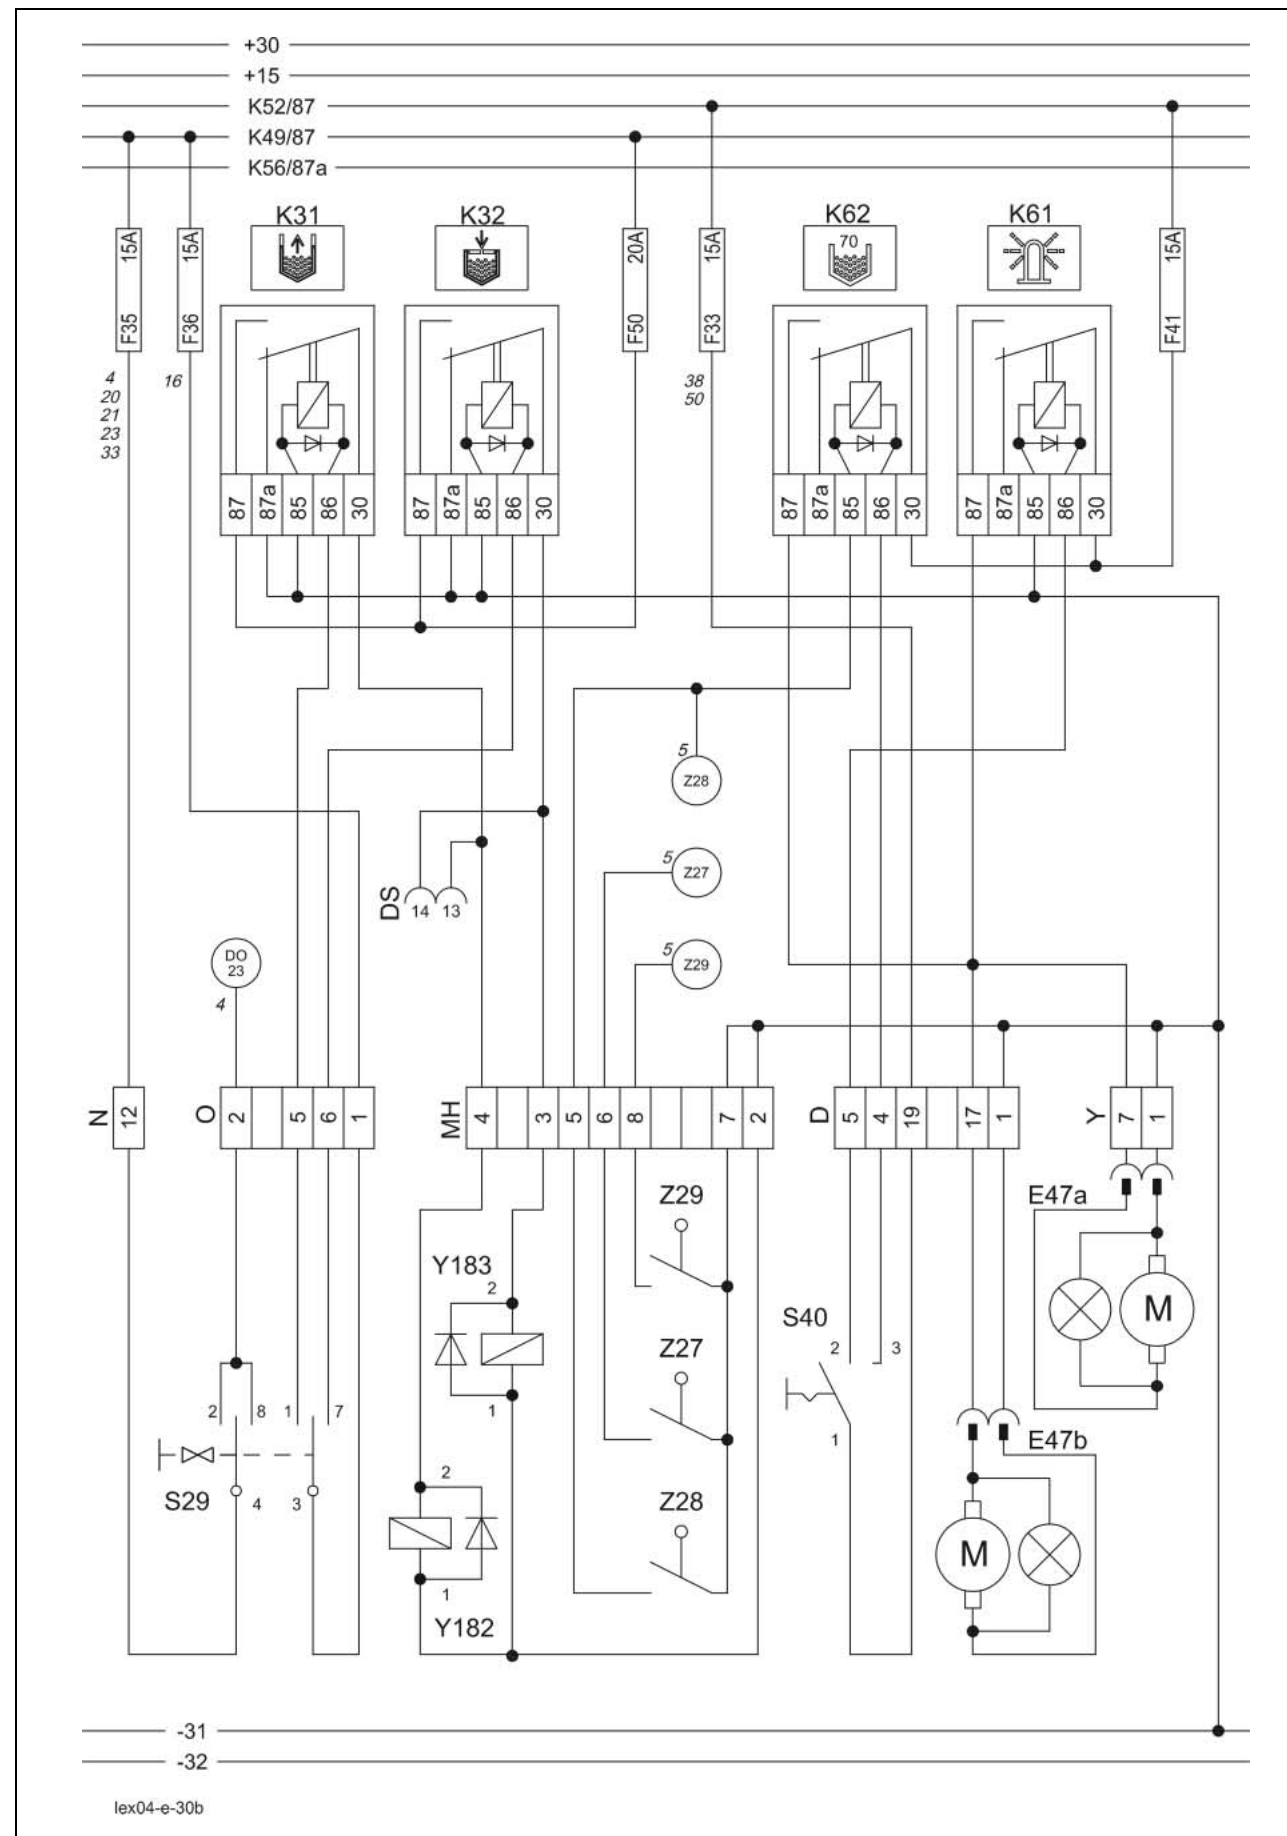 +30
+15
K52/87
K49/87
K56/87a
K31
K32
K62
K61
70
15A
15A
20A
15A
15A
F35
F36
F50
F33
F41
4
20
21
23
33
16
38
50
87 87a 85 86 30
87 87a 85 86 30
87 87a 85 86 30
87 87a 85 86 30
5
Z28
5
Z27
DS
14
13
5
Z29
DO
23
4
N
12
O
2 5 6 1
MH
4 3 5 6 8 7 2
D
5 4 19 17 1
Y
7 1
Z29
E47a
Y183
2
M
S40
2
3
Z27
1
2
8
1
7
1
E47b
2
Z28
S29
4
3
M
1
Y182
-31
-32
lex04-e-30b